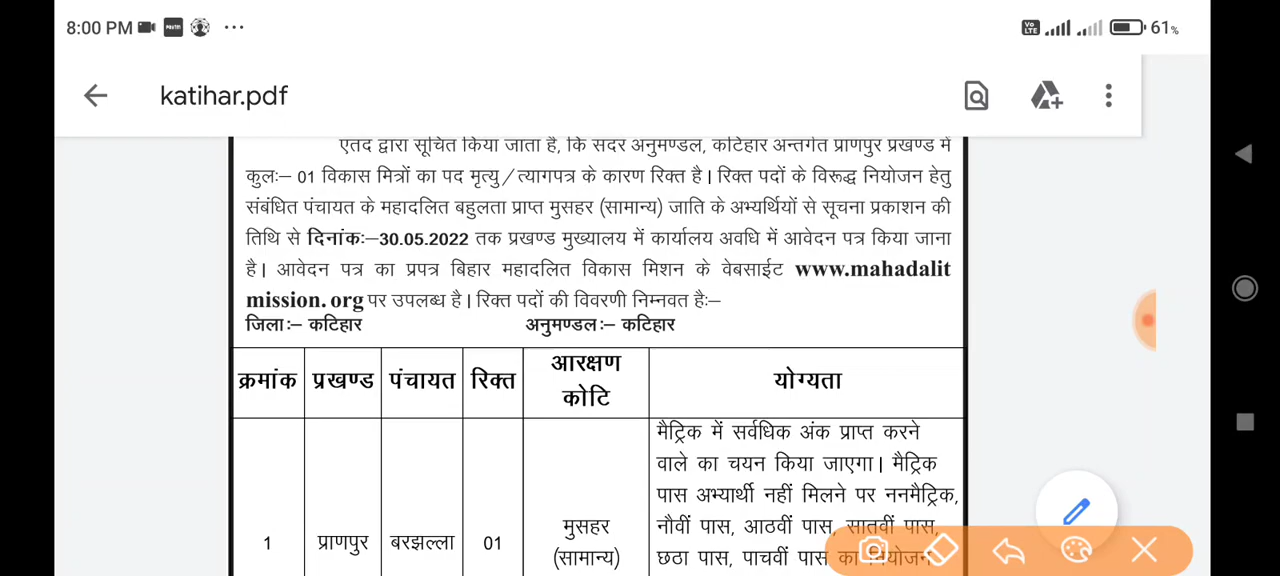 8:00 PM
61%
katihar.pdf
एतद द्वारा सूचित किया जाता है, कि सदर अनुमण्डल, कटिहार अन्तर्गत प्राणपुर प्रखण्ड में
कुलः– 01 विकास मित्रों का पद मृत्यु/त्यागपत्र के कारण रिक्त है। रिक्त पदों के विरूद्ध नियोजन हेतु
संबंधित पंचायत के महादलित बहुलता प्राप्त मुसहर (सामान्य) जाति के अभ्यर्थियों से सूचना प्रकाशन की
तिथि से दिनांकः–30.05.2022 तक प्रखण्ड मुख्यालय में कार्यालय अवधि में आवेदन पत्र किया जाना
है। आवेदन पत्र का प्रपत्र बिहार महादलित विकास मिशन के वेबसाईट www.mahadalit
mission.org पर उपलब्ध है। रिक्त पदों की विवरणी निम्नवत हैः–
जिलाः– कटिहार अनुमण्डलः– कटिहार
क्रमांक प्रखण्ड पंचायत रिक्त आरक्षण कोटि योग्यता
मैट्रिक में सर्वधिक अंक प्राप्त करने
वाले का चयन किया जाएगा। मैट्रिक
पास अभ्यार्थी नहीं मिलने पर ननमैट्रिक,
1 प्राणपुर बरझल्ला 01 मुसहर (सामान्य) नौवीं पास, आठवीं पास, सातवीं पास,
छठा पास, पाचवीं पास का नियोजन